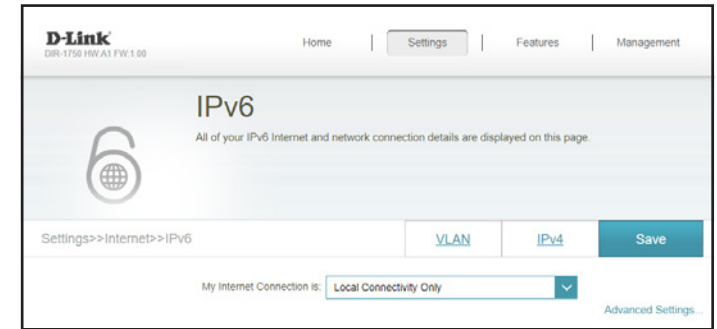 D-Link
DIR-1750 HW:A1 FW:1.00
Home | Settings | Features | Management
IPv6
All of your IPv6 Internet and network connection details are displayed on this page.
Settings>>Internet>>IPv6
VLAN
IPv4
Save
My Internet Connection is: Local Connectivity Only
Advanced Settings...